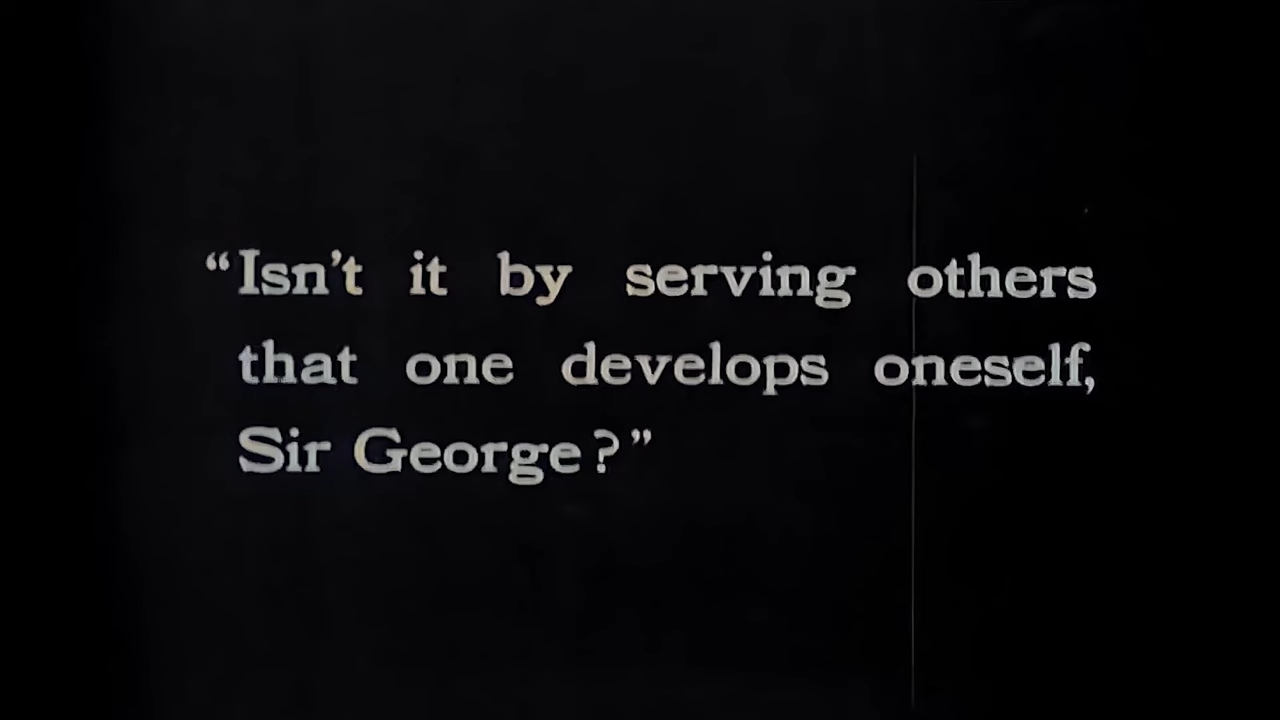 “Isn’t it by serving others
that one develops oneself,
Sir George?”